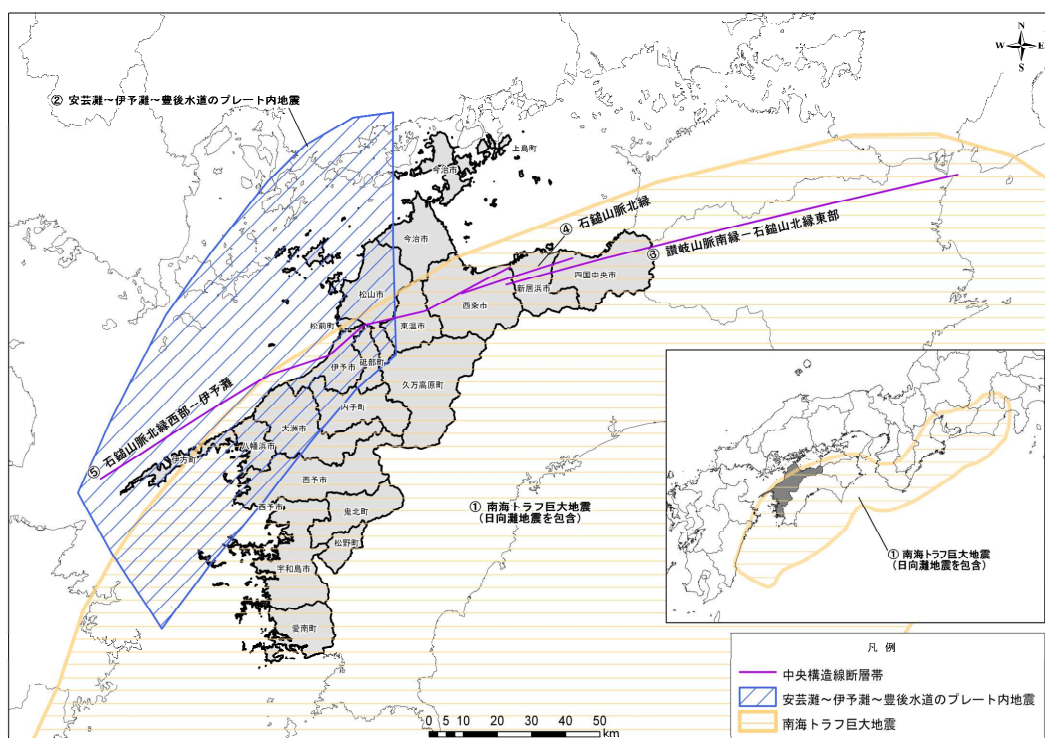 N
W E
S
② 安芸灘~伊予灘~豊後水道のプレート内地震
上島町
今治市
今治市
④ 石鎚山脈北縁
③ 讃岐山脈南縁-石鎚山北縁東部
四国中央市
新居浜市
西条市
松山市
東温市
松前町
砥部町
伊予市
久万高原町
内子町
大洲市
⑤ 石鎚山脈北縁西部-伊予灘
八幡浜市
伊方町
西予市
西予市
鬼北町
① 南海トラフ巨大地震
(日向灘地震を包含)
松野町
宇和島市
愛南町
① 南海トラフ巨大地震
(日向灘地震を包含)
凡 例
中央構造線断層帯
安芸灘~伊予灘~豊後水道のプレート内地震
南海トラフ巨大地震
0 5 10 20 30 40 50
km